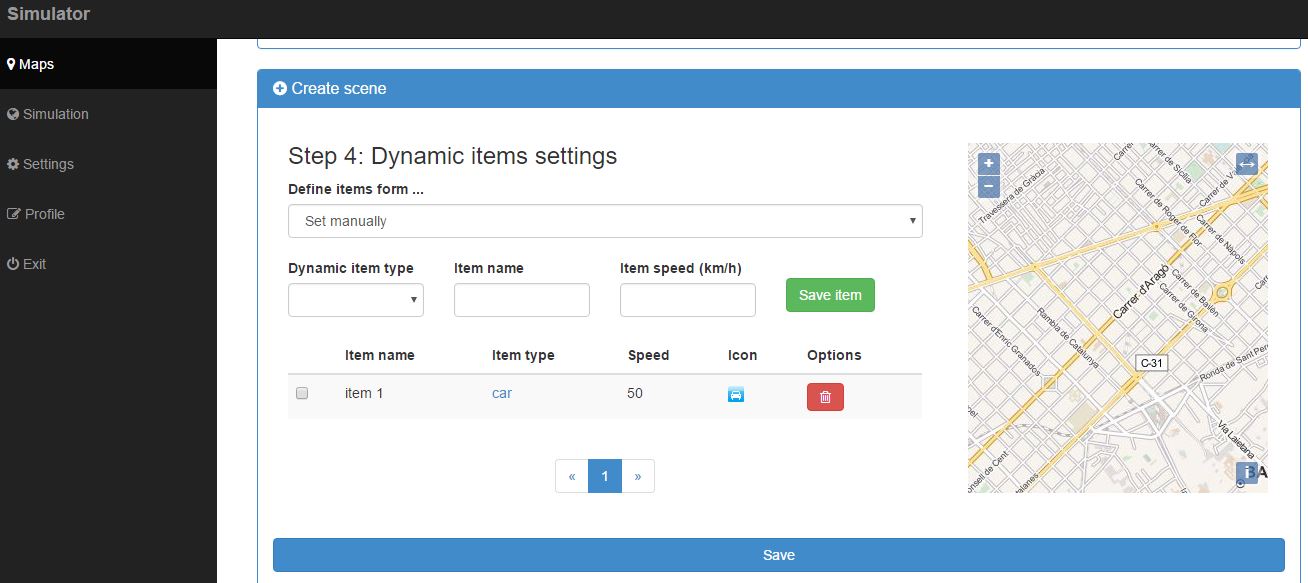 Simulator
Maps
Simulation
Settings
Profile
Exit
Create scene
Step 4: Dynamic items settings
Define items form ...
Set manually
Dynamic item type Item name Item speed (km/h)
Save item
Item name Item type Speed Icon Options
item 1 car 50
« 1 »
Save
+
−
Travessera de Gràcia
Carrer de Sicília
Carrer de Roger de Flor
Carrer de Nàpols
Carrer d'Aragó
Carrer de Bailèn
Carrer de Girona
Rambla de Catalunya
Carrer d'Enric Granados
C-31
Ronda de Sant Pere
Via Laietana
i